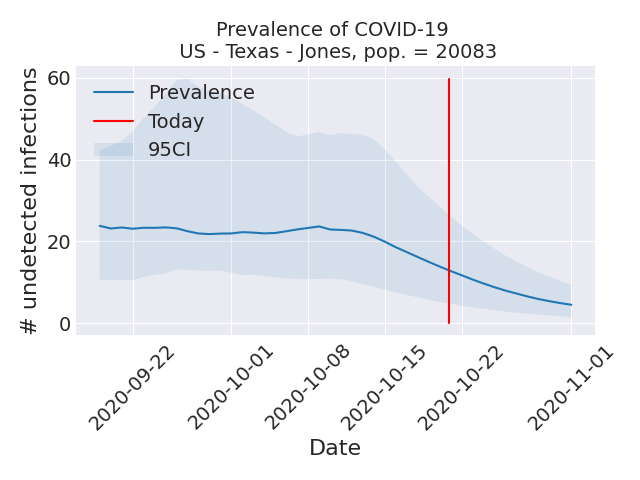 Prevalence of COVID-19
US - Texas - Jones, pop. = 20083
# undetected infections
60
40
20
0
Prevalence
Today
95CI
2020-09-22
2020-10-01
2020-10-08
2020-10-15
2020-10-22
2020-11-01
Date